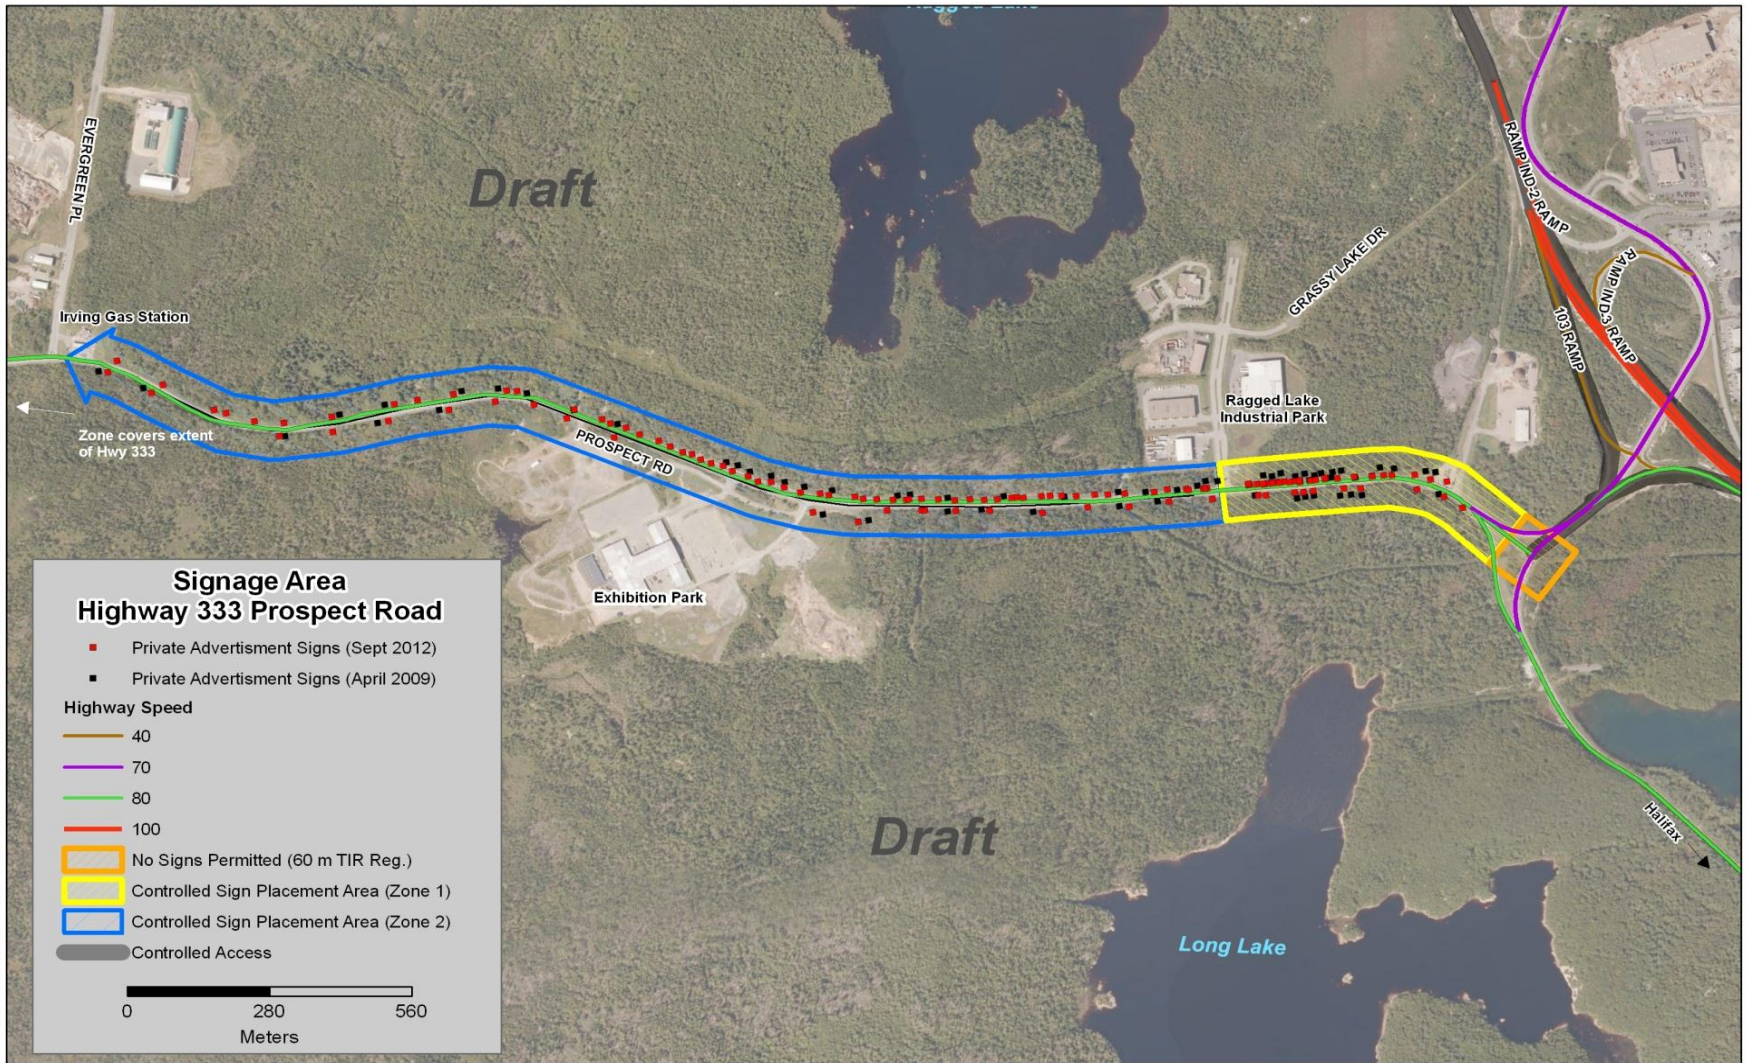 Ragged Lake
Draft
EVERGREEN PL
RAMP IND-2 RAMP
GRASSY LAKE DR
RAMP IND-3 RAMP
103 RAMP
Irving Gas Station
Ragged Lake
Industrial Park
Zone covers extent
of Hwy 333
PROSPECT RD
Exhibition Park
Signage Area
Highway 333 Prospect Road
Private Advertisment Signs (Sept 2012)
Private Advertisment Signs (April 2009)
Highway Speed
40
70
80
100
No Signs Permitted (60 m TIR Reg.)
Controlled Sign Placement Area (Zone 1)
Controlled Sign Placement Area (Zone 2)
Controlled Access
0 280 560
Meters
Draft
Halifax
Long Lake